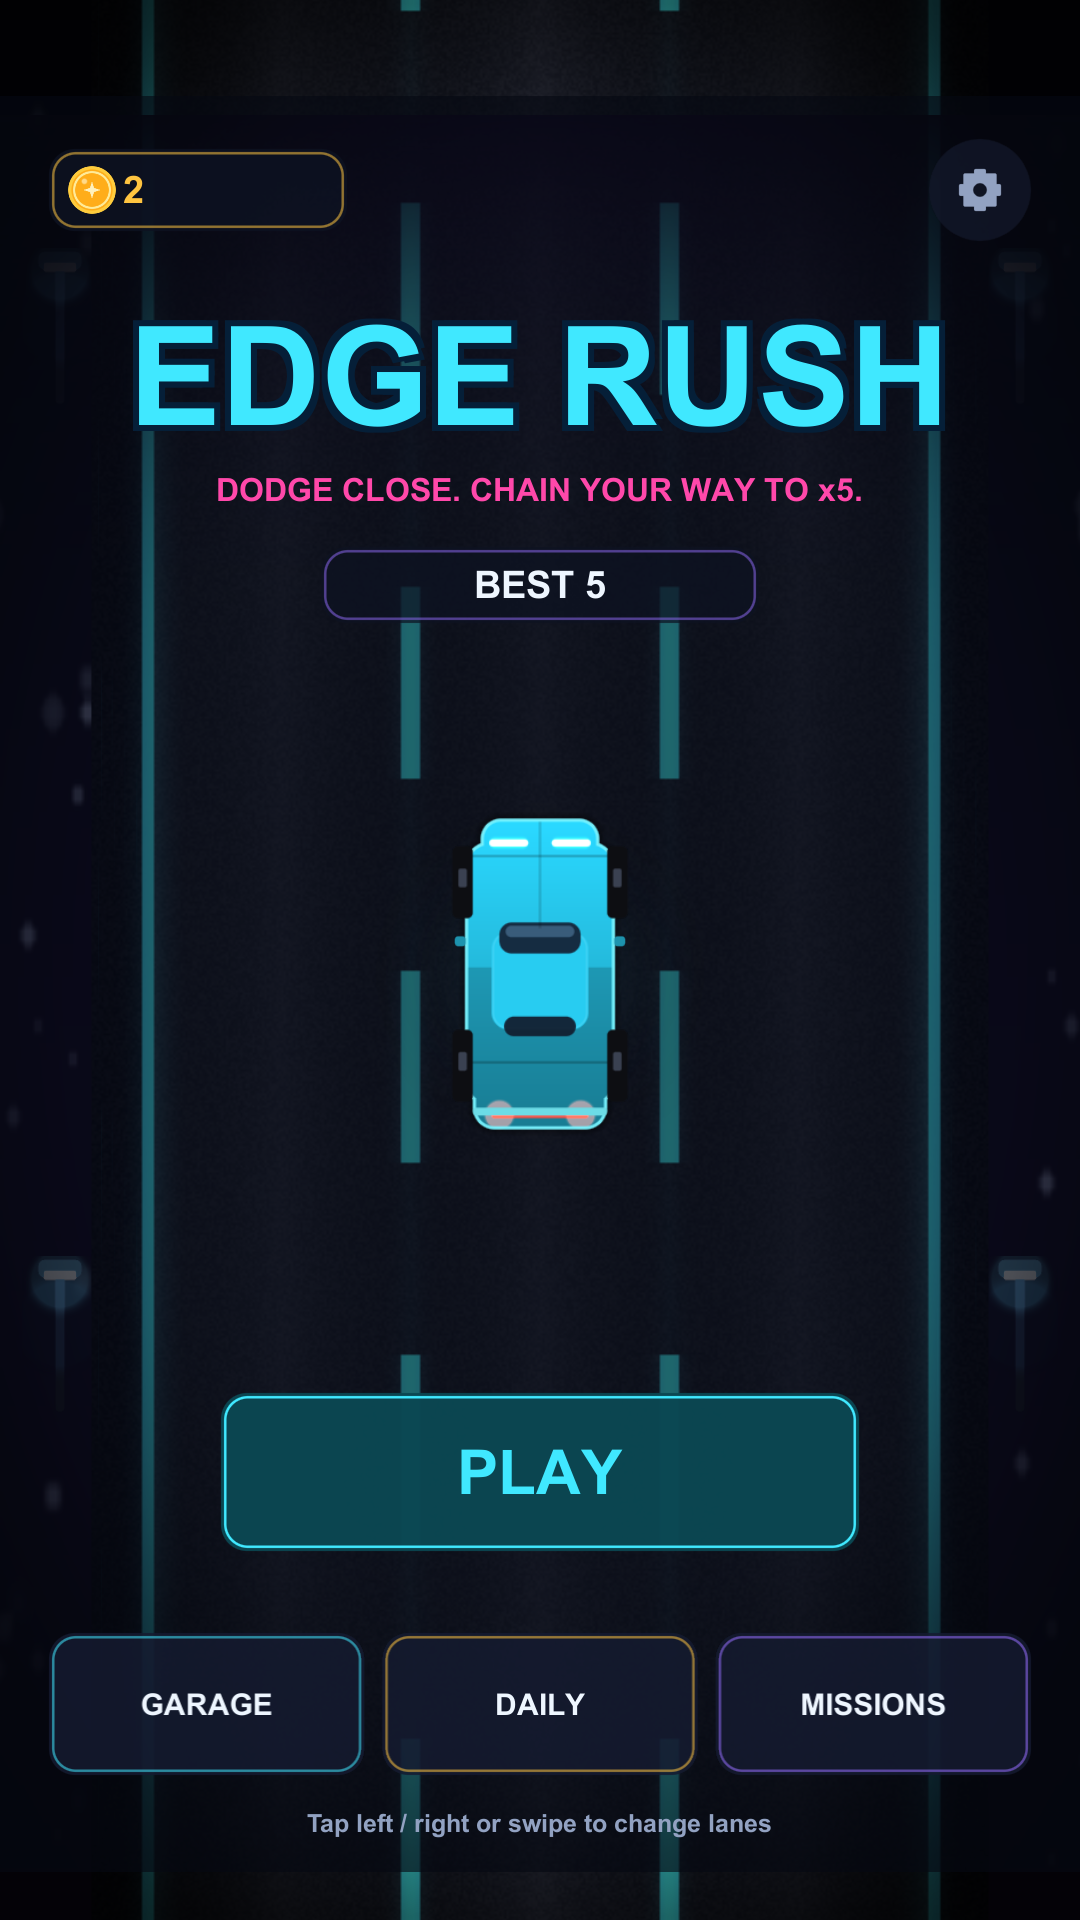 2
EDGE RUSH
DODGE CLOSE. CHAIN YOUR WAY TO x5.
BEST 5
PLAY
GARAGE
DAILY
MISSIONS
Tap left / right or swipe to change lanes